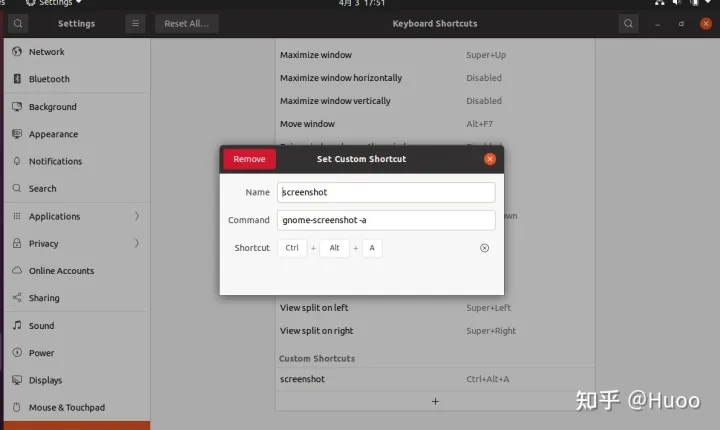 Settings
4月 3 17:51
Settings
Reset All...
Keyboard Shortcuts
Network
Bluetooth
Background
Appearance
Notifications
Search
Applications
Privacy
Online Accounts
Sharing
Sound
Power
Displays
Mouse & Touchpad
Maximize window Super+Up
Maximize window horizontally Disabled
Maximize window vertically Disabled
Move window Alt+F7
Remove
Set Custom Shortcut
Name screenshot
Command gnome-screenshot -a
Shortcut Ctrl + Alt + A
View split on left Super+Left
View split on right Super+Right
Custom Shortcuts
screenshot Ctrl+Alt+A
+
知乎 @Huoo